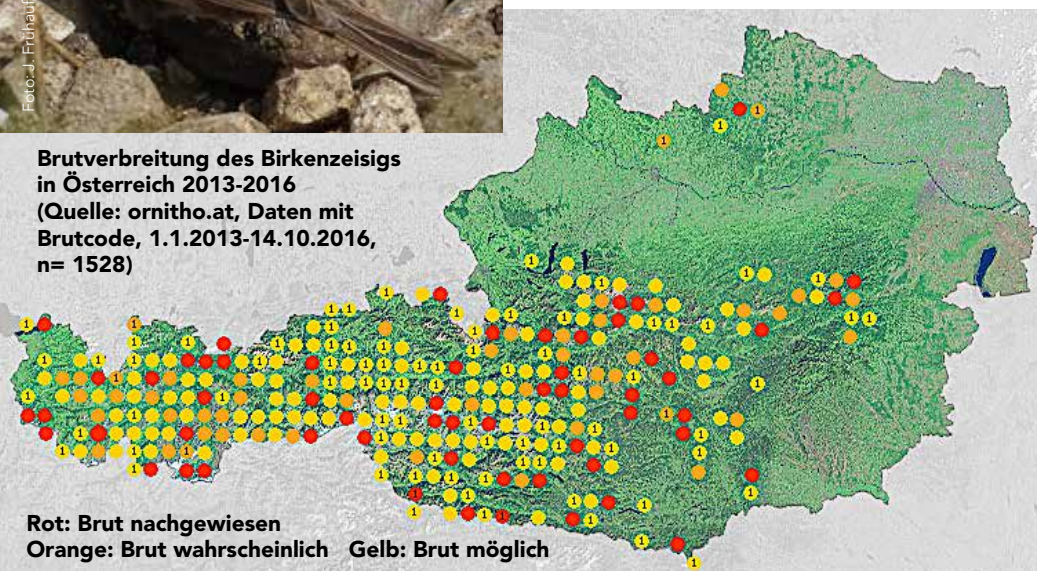 Foto: J. Frühauf
Brutverbreitung des Birkenzeisigs
in Österreich 2013-2016
(Quelle: ornitho.at, Daten mit
Brutcode, 1.1.2013-14.10.2016,
n= 1528)
Rot: Brut nachgewiesen
Orange: Brut wahrscheinlich Gelb: Brut möglich